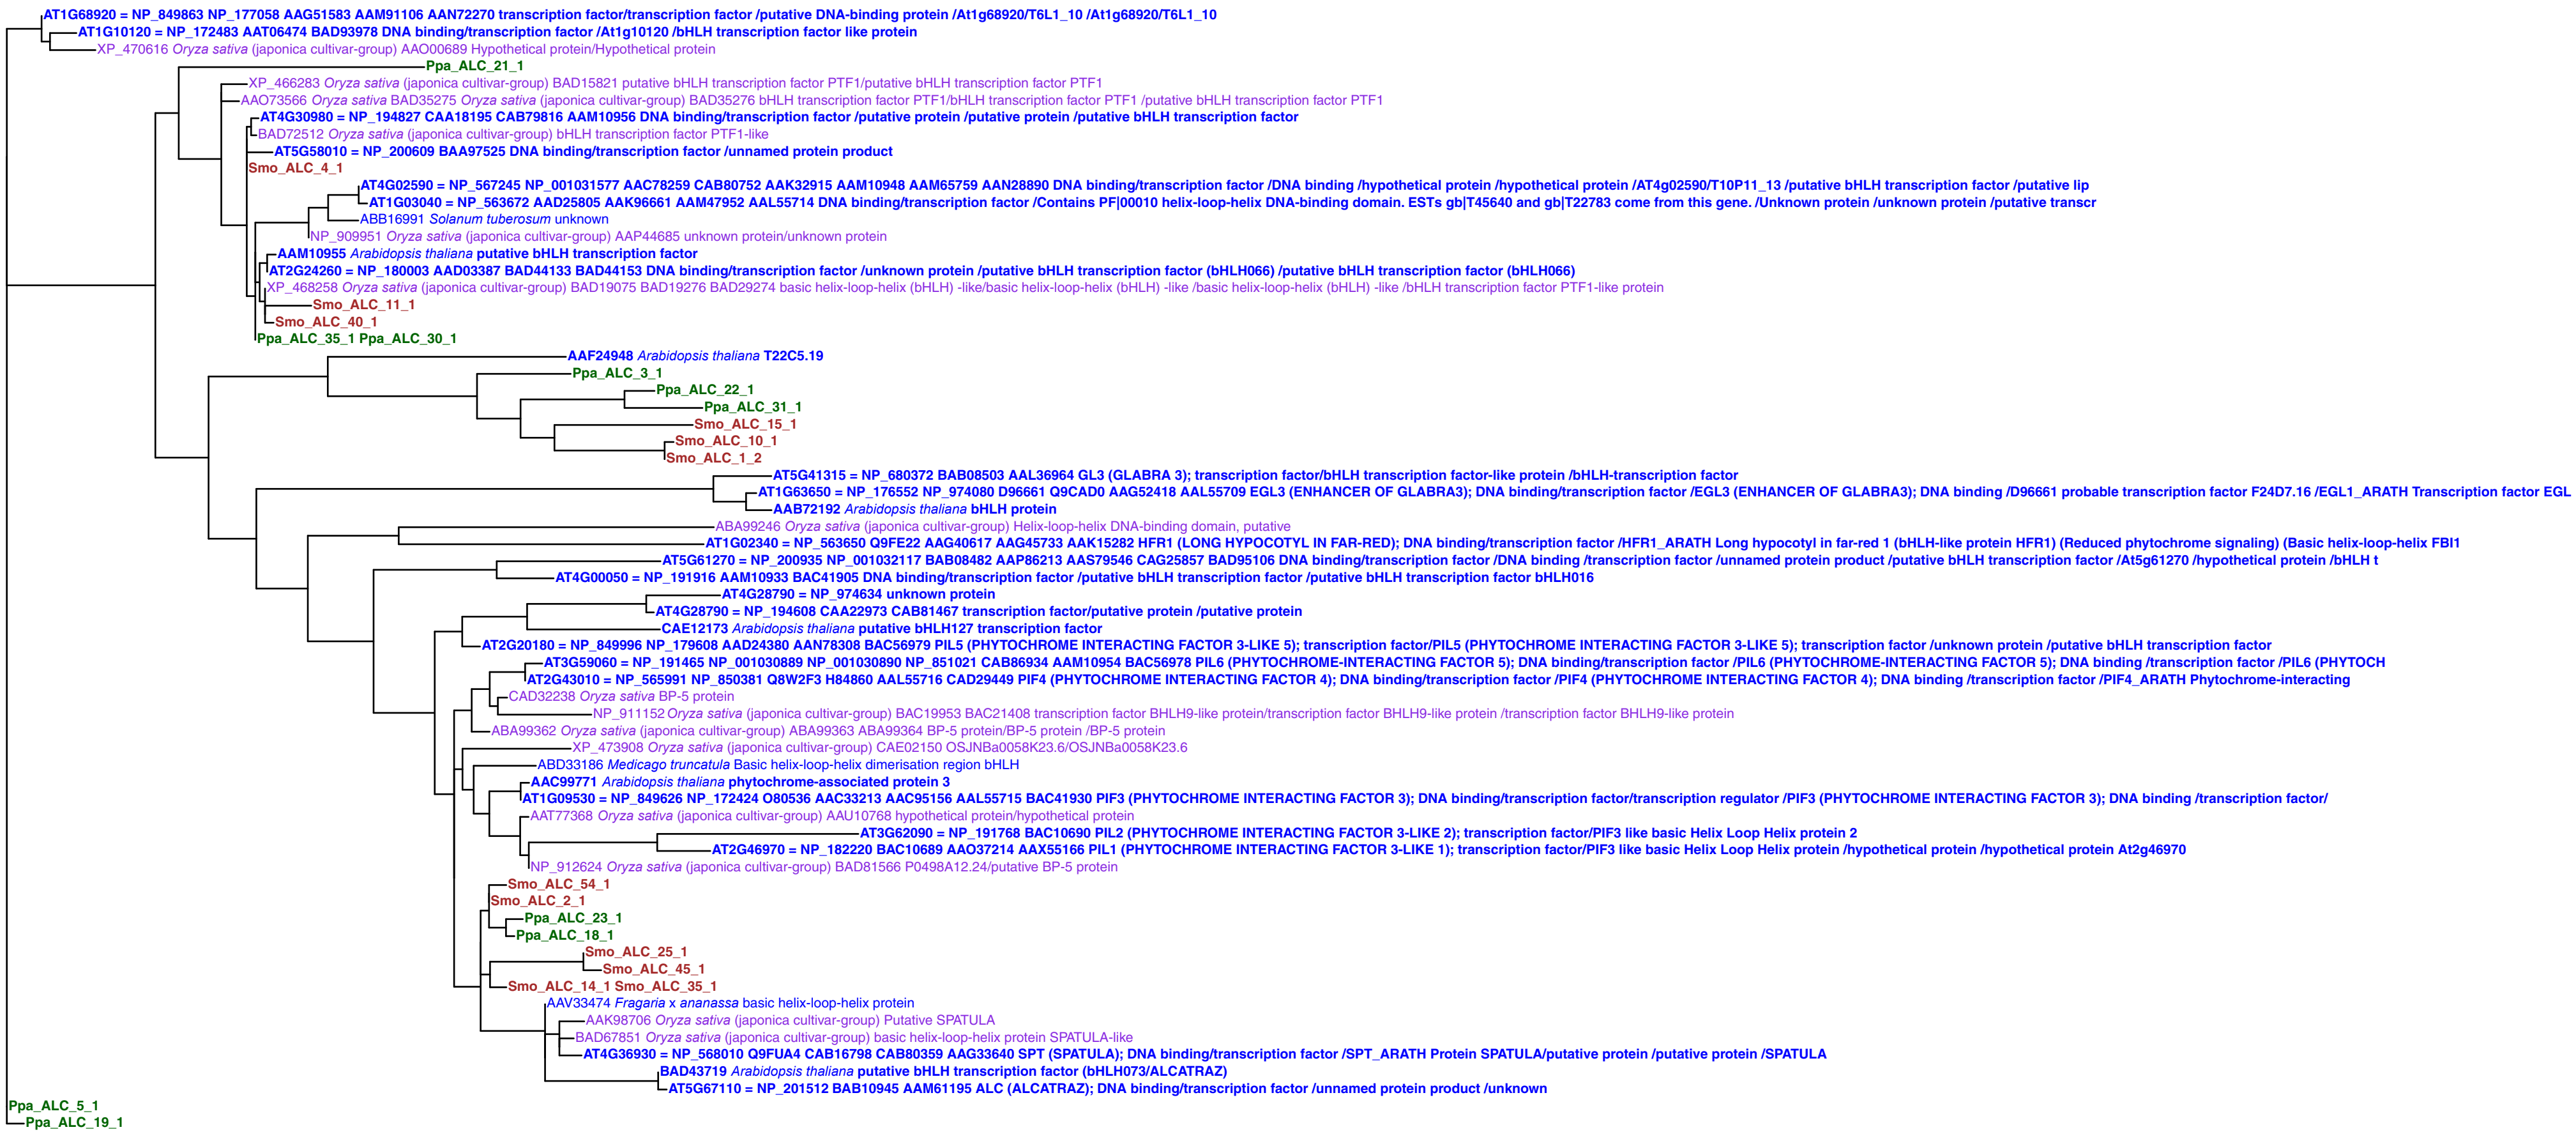 AT1G68920 = NP_849863 NP_177058 AAG51583 AAM91106 AAN72270 transcription factor/transcription factor /putative DNA-binding protein /At1g68920/T6L1_10 /At1g68920/T6L1_10
AT1G10120 = NP_172483 AAT06474 BAD93978 DNA binding/transcription factor /At1g10120 /bHLH transcription factor like protein
XP_470616 Oryza sativa (japonica cultivar-group) AAO00689 Hypothetical protein/Hypothetical protein
Ppa_ALC_21_1
XP_466283 Oryza sativa (japonica cultivar-group) BAD15821 putative bHLH transcription factor PTF1/putative bHLH transcription factor PTF1
AAO73566 Oryza sativa BAD35275 Oryza sativa (japonica cultivar-group) BAD35276 bHLH transcription factor PTF1/bHLH transcription factor PTF1 /putative bHLH transcription factor PTF1
AT4G30980 = NP_194827 CAA18195 CAB79816 AAM10956 DNA binding/transcription factor /putative protein /putative protein /putative bHLH transcription factor
BAD72512 Oryza sativa (japonica cultivar-group) bHLH transcription factor PTF1-like
AT5G58010 = NP_200609 BAA97525 DNA binding/transcription factor /unnamed protein product
Smo_ALC_4_1
AT4G02590 = NP_567245 NP_001031577 AAC78259 CAB80752 AAK32915 AAM10948 AAM65759 AAN28890 DNA binding/transcription factor /DNA binding /hypothetical protein /hypothetical protein /AT4g02590/T10P11_13 /putative bHLH transcription factor /putative lip
AT1G03040 = NP_563672 AAD25805 AAK96661 AAM47952 AAL55714 DNA binding/transcription factor /Contains PF|00010 helix-loop-helix DNA-binding domain. ESTs gb|T45640 and gb|T22783 come from this gene. /Unknown protein /unknown protein /putative transcr
ABB16991 Solanum tuberosum unknown
NP_909951 Oryza sativa (japonica cultivar-group) AAP44685 unknown protein/unknown protein
AAM10955 Arabidopsis thaliana putative bHLH transcription factor
AT2G24260 = NP_180003 AAD03387 BAD44133 BAD44153 DNA binding/transcription factor /unknown protein /putative bHLH transcription factor (bHLH066) /putative bHLH transcription factor (bHLH066)
XP_468258 Oryza sativa (japonica cultivar-group) BAD19075 BAD19276 BAD29274 basic helix-loop-helix (bHLH) -like/basic helix-loop-helix (bHLH) -like /basic helix-loop-helix (bHLH) -like /bHLH transcription factor PTF1-like protein
Smo_ALC_11_1
Smo_ALC_40_1
Ppa_ALC_35_1 Ppa_ALC_30_1
AAF24948 Arabidopsis thaliana T22C5.19
Ppa_ALC_3_1
Ppa_ALC_22_1
Ppa_ALC_31_1
Smo_ALC_15_1
Smo_ALC_10_1
Smo_ALC_1_2
AT5G41315 = NP_680372 BAB08503 AAL36964 GL3 (GLABRA 3); transcription factor/bHLH transcription factor-like protein /bHLH-transcription factor
AT1G63650 = NP_176552 NP_974080 D96661 Q9CAD0 AAG52418 AAL55709 EGL3 (ENHANCER OF GLABRA3); DNA binding/transcription factor /EGL3 (ENHANCER OF GLABRA3); DNA binding /D96661 probable transcription factor F24D7.16 /EGL1_ARATH Transcription factor EGL
AAB72192 Arabidopsis thaliana bHLH protein
ABA99246 Oryza sativa (japonica cultivar-group) Helix-loop-helix DNA-binding domain, putative
AT1G02340 = NP_563650 Q9FE22 AAG40617 AAG45733 AAK15282 HFR1 (LONG HYPOCOTYL IN FAR-RED); DNA binding/transcription factor /HFR1_ARATH Long hypocotyl in far-red 1 (bHLH-like protein HFR1) (Reduced phytochrome signaling) (Basic helix-loop-helix FBI1
AT5G61270 = NP_200935 NP_001032117 BAB08482 AAP86213 AAS79546 CAG25857 BAD95106 DNA binding/transcription factor /DNA binding /transcription factor /unnamed protein product /putative bHLH transcription factor /At5g61270 /hypothetical protein /bHLH t
AT4G00050 = NP_191916 AAM10933 BAC41905 DNA binding/transcription factor /putative bHLH transcription factor /putative bHLH transcription factor bHLH016
AT4G28790 = NP_974634 unknown protein
AT4G28790 = NP_194608 CAA22973 CAB81467 transcription factor/putative protein /putative protein
CAE12173 Arabidopsis thaliana putative bHLH127 transcription factor
AT2G20180 = NP_849996 NP_179608 AAD24380 AAN78308 BAC56979 PIL5 (PHYTOCHROME INTERACTING FACTOR 3-LIKE 5); transcription factor/PIL5 (PHYTOCHROME INTERACTING FACTOR 3-LIKE 5); transcription factor /unknown protein /putative bHLH transcription factor
AT3G59060 = NP_191465 NP_001030889 NP_001030890 NP_851021 CAB86934 AAM10954 BAC56978 PIL6 (PHYTOCHROME-INTERACTING FACTOR 5); DNA binding/transcription factor /PIL6 (PHYTOCHROME-INTERACTING FACTOR 5); DNA binding /transcription factor /PIL6 (PHYTOCH
AT2G43010 = NP_565991 NP_850381 Q8W2F3 H84860 AAL55716 CAD29449 PIF4 (PHYTOCHROME INTERACTING FACTOR 4); DNA binding/transcription factor /PIF4 (PHYTOCHROME INTERACTING FACTOR 4); DNA binding /transcription factor /PIF4_ARATH Phytochrome-interacting
CAD32238 Oryza sativa BP-5 protein
NP_911152 Oryza sativa (japonica cultivar-group) BAC19953 BAC21408 transcription factor BHLH9-like protein/transcription factor BHLH9-like protein /transcription factor BHLH9-like protein
ABA99362 Oryza sativa (japonica cultivar-group) ABA99363 ABA99364 BP-5 protein/BP-5 protein /BP-5 protein
XP_473908 Oryza sativa (japonica cultivar-group) CAE02150 OSJNBa0058K23.6/OSJNBa0058K23.6
ABD33186 Medicago truncatula Basic helix-loop-helix dimerisation region bHLH
AAC99771 Arabidopsis thaliana phytochrome-associated protein 3
AT1G09530 = NP_849626 NP_172424 O80536 AAC33213 AAC95156 AAL55715 BAC41930 PIF3 (PHYTOCHROME INTERACTING FACTOR 3); DNA binding/transcription factor/transcription regulator /PIF3 (PHYTOCHROME INTERACTING FACTOR 3); DNA binding /transcription factor/
AAT77368 Oryza sativa (japonica cultivar-group) AAU10768 hypothetical protein/hypothetical protein
AT3G62090 = NP_191768 BAC10690 PIL2 (PHYTOCHROME INTERACTING FACTOR 3-LIKE 2); transcription factor/PIF3 like basic Helix Loop Helix protein 2
AT2G46970 = NP_182220 BAC10689 AAO37214 AAX55166 PIL1 (PHYTOCHROME INTERACTING FACTOR 3-LIKE 1); transcription factor/PIF3 like basic Helix Loop Helix protein /hypothetical protein /hypothetical protein At2g46970
NP_912624 Oryza sativa (japonica cultivar-group) BAD81566 P0498A12.24/putative BP-5 protein
Smo_ALC_54_1
Smo_ALC_2_1
Ppa_ALC_23_1
Ppa_ALC_18_1
Smo_ALC_25_1
Smo_ALC_45_1
Smo_ALC_14_1 Smo_ALC_35_1
AAV33474 Fragaria x ananassa basic helix-loop-helix protein
AAK98706 Oryza sativa (japonica cultivar-group) Putative SPATULA
BAD67851 Oryza sativa (japonica cultivar-group) basic helix-loop-helix protein SPATULA-like
AT4G36930 = NP_568010 Q9FUA4 CAB16798 CAB80359 AAG33640 SPT (SPATULA); DNA binding/transcription factor /SPT_ARATH Protein SPATULA/putative protein /putative protein /SPATULA
BAD43719 Arabidopsis thaliana putative bHLH transcription factor (bHLH073/ALCATRAZ)
AT5G67110 = NP_201512 BAB10945 AAM61195 ALC (ALCATRAZ); DNA binding/transcription factor /unnamed protein product /unknown
Ppa_ALC_5_1
Ppa_ALC_19_1